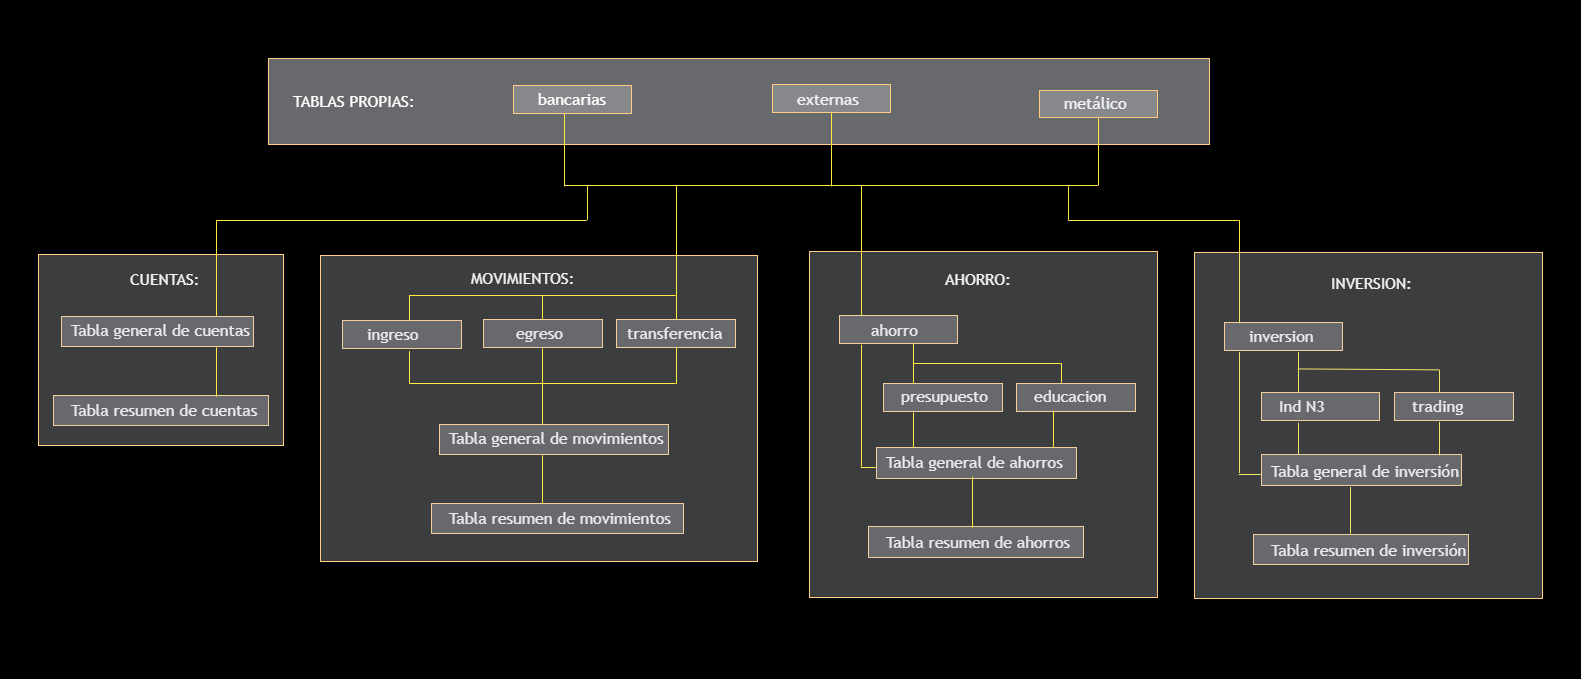 TABLAS PROPIAS:
bancarias
externas
metálico
CUENTAS:
Tabla general de cuentas
Tabla resumen de cuentas
MOVIMIENTOS:
ingreso
egreso
transferencia
Tabla general de movimientos
Tabla resumen de movimientos
AHORRO:
ahorro
presupuesto
educacion
Tabla general de ahorros
Tabla resumen de ahorros
INVERSION:
inversion
Ind N3
trading
Tabla general de inversión
Tabla resumen de inversión